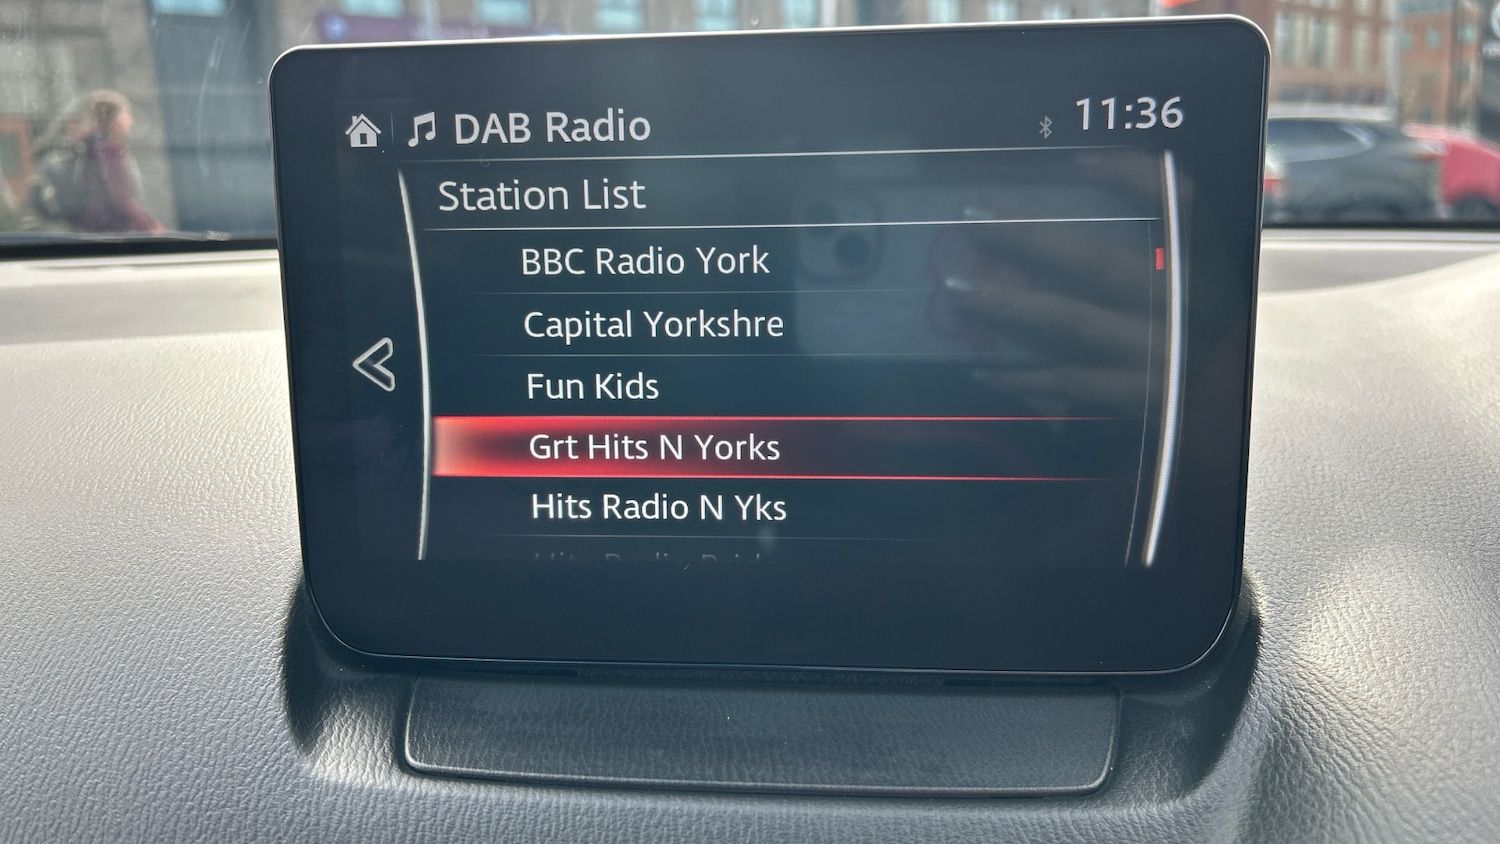 DAB Radio
11:36
Station List
BBC Radio York
Capital Yorkshre
Fun Kids
Grt Hits N Yorks
Hits Radio N Yks